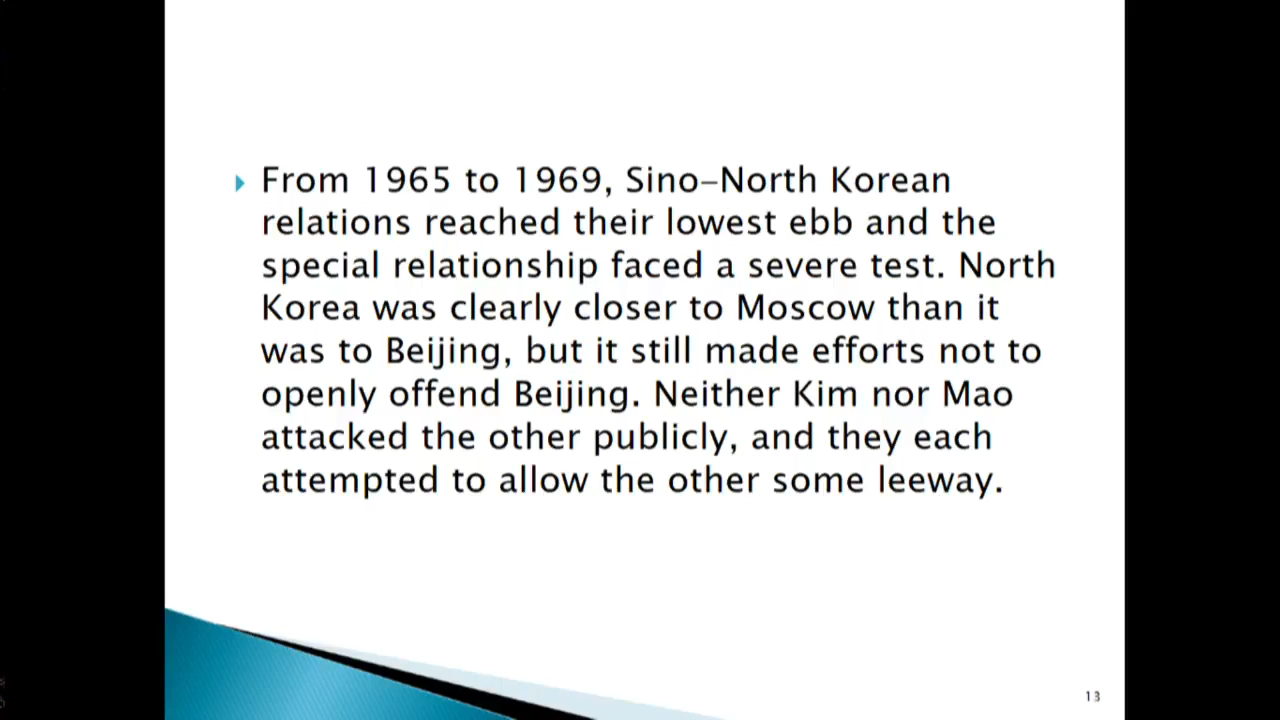 From 1965 to 1969, Sino-North Korean
relations reached their lowest ebb and the
special relationship faced a severe test. North
Korea was clearly closer to Moscow than it
was to Beijing, but it still made efforts not to
openly offend Beijing. Neither Kim nor Mao
attacked the other publicly, and they each
attempted to allow the other some leeway.
13